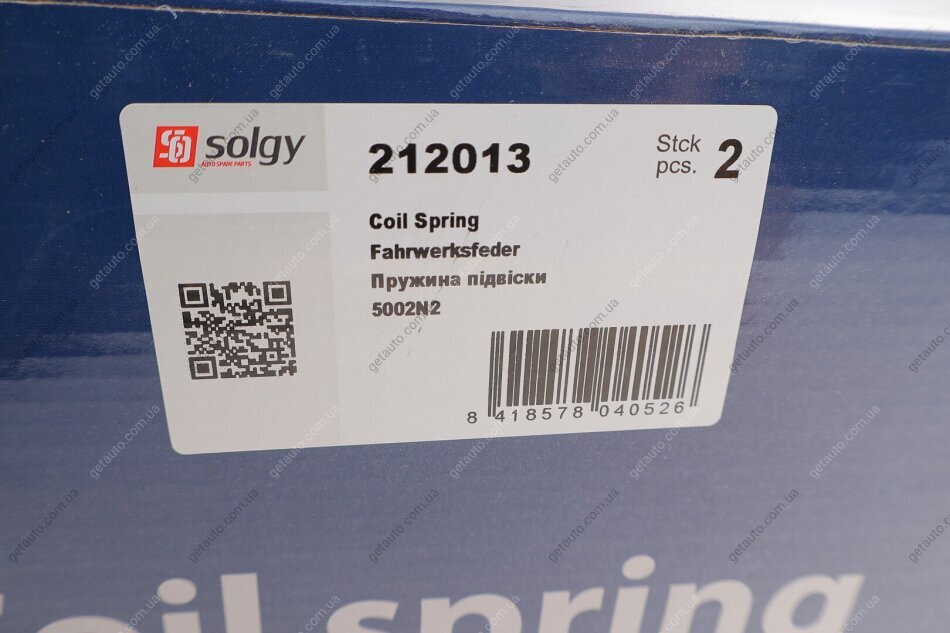 solgy
AUTO SPARE PARTS
212013
Stck
pcs. 2
Coil Spring
Fahrwerksfeder
Пружина підвіски
5002N2
8 418578 040526
Coil spring
getauto.com.ua